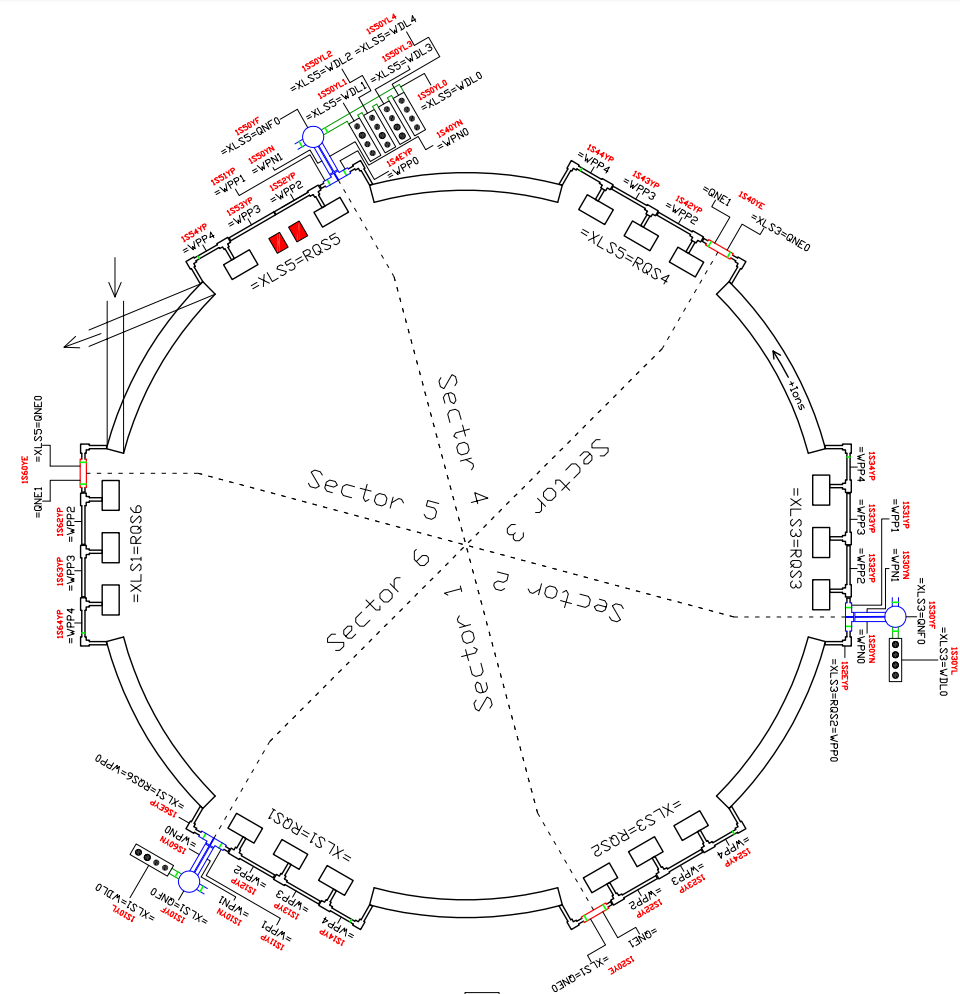 1S50YL4
=XLS5=WDL4
1S50YL3
=XLS5=WDL3
1S50YL2
=XLS5=WDL2
1S50YL1
=XLS5=WDL1
1S50YL0
=XLS5=WDL0
1S50YF
=XLS5=QNF0
1S40YN
=WPN0
1S4EYP
=WPP0
1S50YN
=WPN1
1S51YP
=WPP1
1S52YP
=WPP2
1S53YP
=WPP3
1S54YP
=WPP4
=XLS5=RQS5
1S44YP
=WPP4
1S43YP
=WPP3
1S42YP
=WPP2
=XLS5=RQS4
=QNE1
1S40YE
=XLS3=QNE0
+Ions
Sector 4
Sector 3
Sector 5
Sector 2
Sector 6
Sector 1
=XLS5=QNE0
1S60YE
=QNE1
1S62YP
=WPP2
1S63YP
=WPP3
1S64YP
=WPP4
=XLS1=RQS6
1S34YP
=WPP4
1S33YP
=WPP3
1S32YP
=WPP2
=XLS3=RQS3
1S31YP
=WPP1
1S30YN
=WPN1
1S30YF
=XLS3=QNF0
1S20YN
=WPN0
1S2EYP
=XLS3=RQS2=WPP0
1S30YL
=XLS3=WDL0
=XLS1=RQS6=WPP0
1S6EYP
=WPN0
1S60YN
=XLS1=WDL0
1S10YL
=XLS1=QNF0
1S10YF
=WPN1
1S10YN
=WPP1
1S11YP
=WPP2
1S12YP
=WPP3
1S13YP
=WPP4
1S14YP
=XLS1=RQS1
=XLS3=RQS2
=WPP4
1S24YP
=WPP3
1S23YP
=WPP2
1S22YP
=QNE1
1S20YE
=XLS1=QNE0